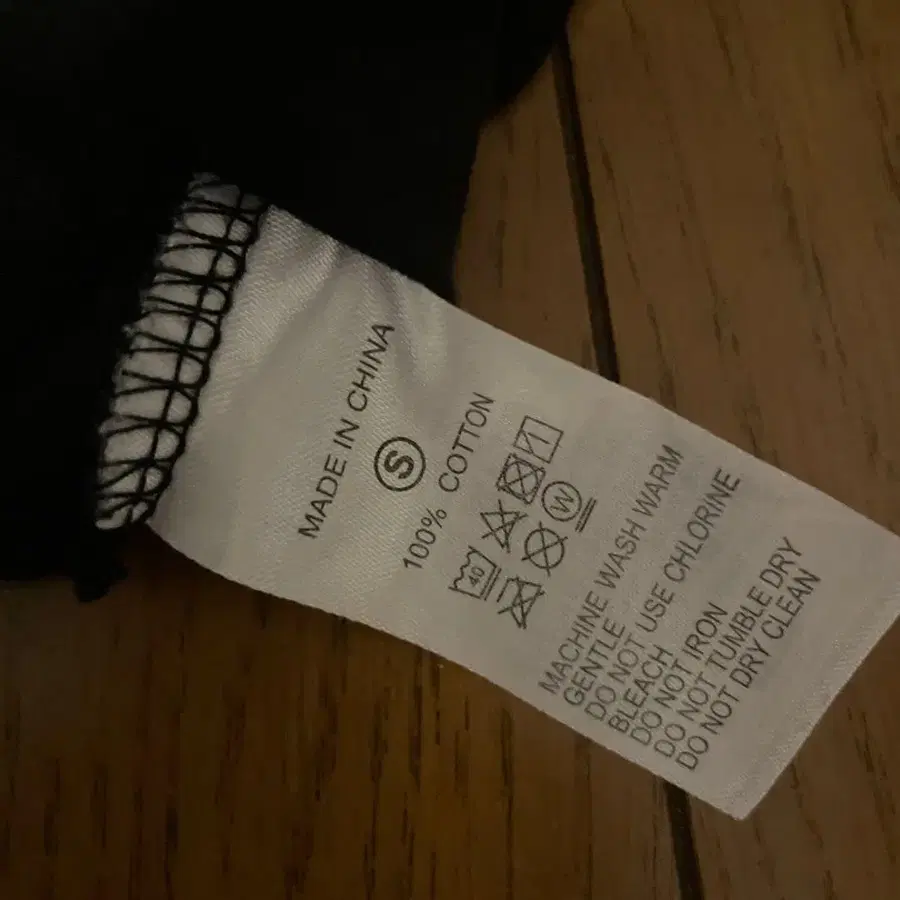 MADE IN CHINA
S
100% COTTON
40
1
W
MACHINE WASH WARM
GENTLE
DO NOT USE CHLORINE
BLEACH
DO NOT IRON
DO NOT TUMBLE DRY
DO NOT DRY CLEAN